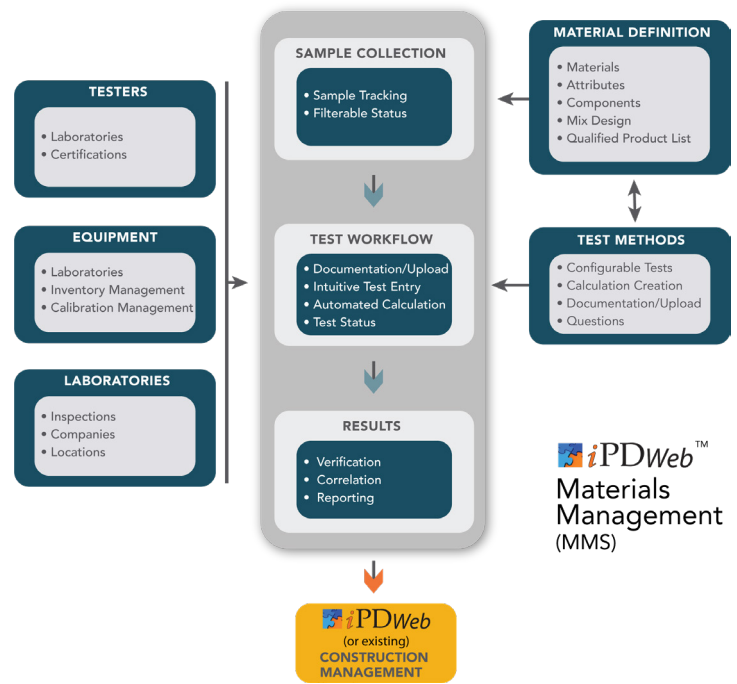 TESTERS
• Laboratories
• Certifications
EQUIPMENT
• Laboratories
• Inventory Management
• Calibration Management
LABORATORIES
• Inspections
• Companies
• Locations
SAMPLE COLLECTION
• Sample Tracking
• Filterable Status
TEST WORKFLOW
• Documentation/Upload
• Intuitive Test Entry
• Automated Calculation
• Test Status
RESULTS
• Verification
• Correlation
• Reporting
iPDWeb
(or existing)
CONSTRUCTION
MANAGEMENT
MATERIAL DEFINITION
• Materials
• Attributes
• Components
• Mix Design
• Qualified Product List
TEST METHODS
• Configurable Tests
• Calculation Creation
• Documentation/Upload
• Questions
iPDWeb™
Materials
Management
(MMS)